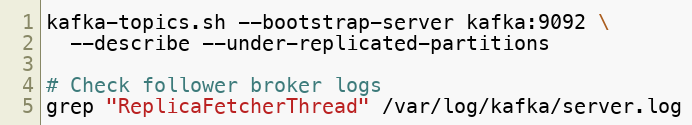 1 kafka-topics.sh --bootstrap-server kafka:9092 \
2   --describe --under-replicated-partitions
3
4 # Check follower broker logs
5 grep "ReplicaFetcherThread" /var/log/kafka/server.log